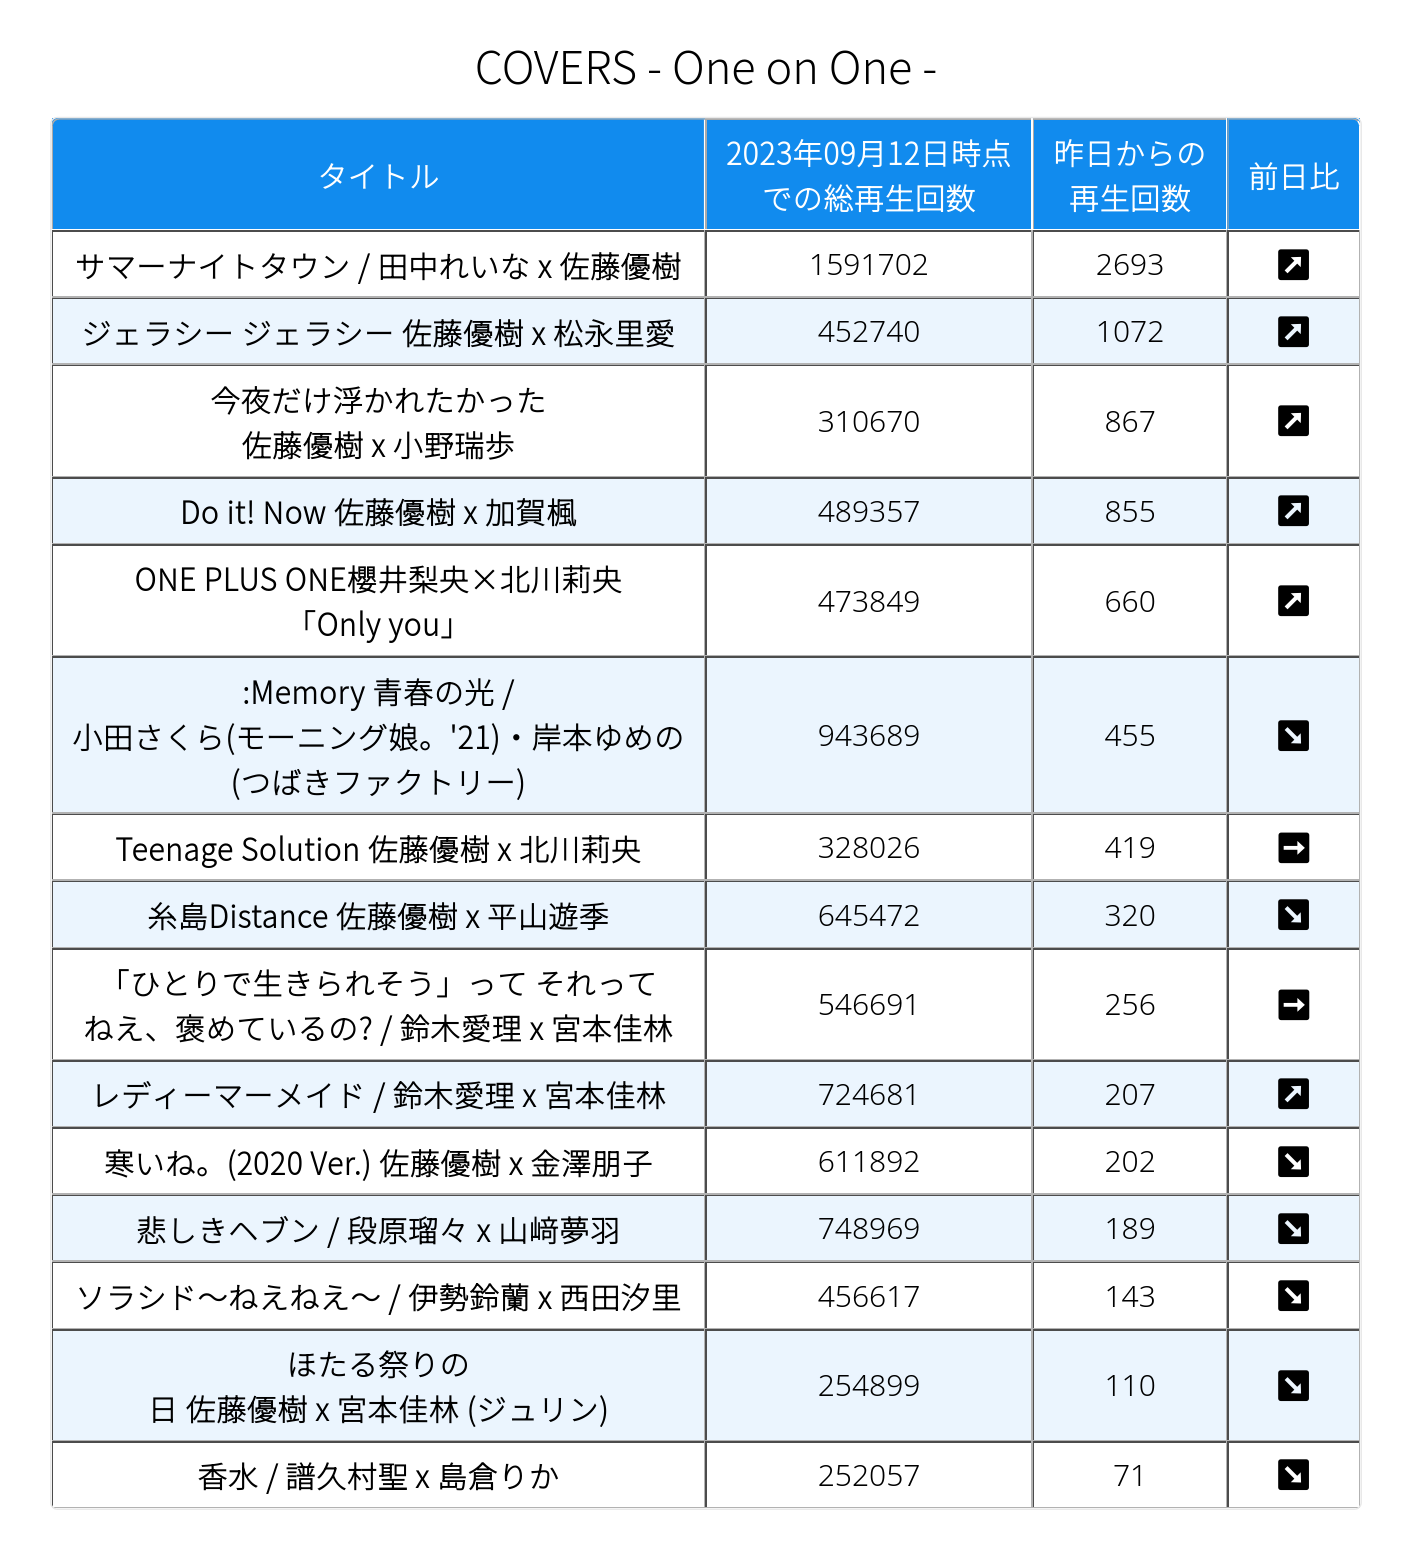 COVERS - One on One -
タイトル
2023年09月12日時点
での総再生回数
昨日からの
再生回数
前日比
サマーナイトタウン / 田中れいな x 佐藤優樹
1591702
2693
ジェラシー ジェラシー 佐藤優樹 x 松永里愛
452740
1072
今夜だけ浮かれたかった
佐藤優樹 x 小野瑞歩
310670
867
Do it! Now 佐藤優樹 x 加賀楓
489357
855
ONE PLUS ONE櫻井梨央×北川莉央
「Only you」
473849
660
:Memory 青春の光 /
小田さくら(モーニング娘。'21)・岸本ゆめの
(つばきファクトリー)
943689
455
Teenage Solution 佐藤優樹 x 北川莉央
328026
419
糸島Distance 佐藤優樹 x 平山遊季
645472
320
「ひとりで生きられそう」って それって
ねえ、褒めているの? / 鈴木愛理 x 宮本佳林
546691
256
レディーマーメイド / 鈴木愛理 x 宮本佳林
724681
207
寒いね。(2020 Ver.) 佐藤優樹 x 金澤朋子
611892
202
悲しきヘブン / 段原瑠々 x 山﨑夢羽
748969
189
ソラシド〜ねえねえ〜 / 伊勢鈴蘭 x 西田汐里
456617
143
ほたる祭りの
日 佐藤優樹 x 宮本佳林 (ジュリン)
254899
110
香水 / 譜久村聖 x 島倉りか
252057
71